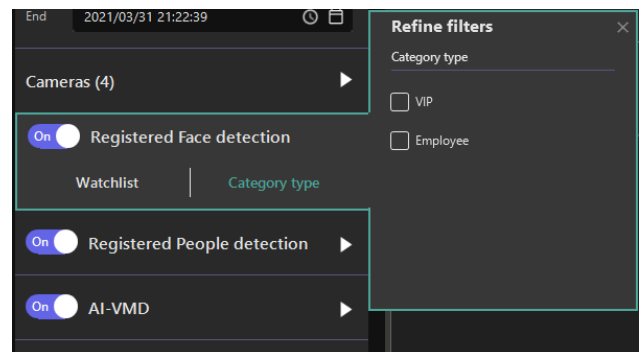 End 2021/03/31 21:22:39
Cameras (4)
On Registered Face detection
Watchlist Category type
On Registered People detection
On AI-VMD
Refine filters
Category type
VIP
Employee